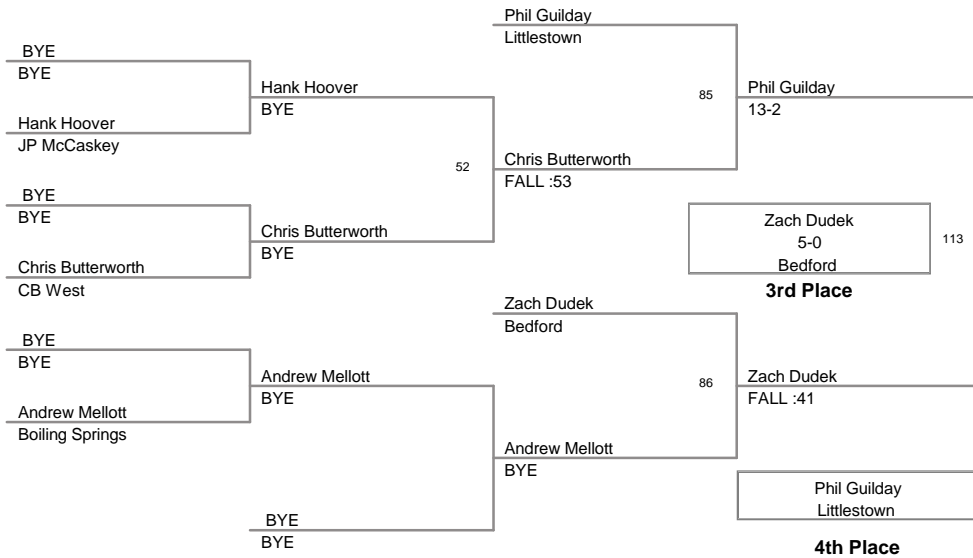 Phil Guilday
Littlestown
BYE
BYE
Hank Hoover
BYE
85
Phil Guilday
13-2
Hank Hoover
JP McCaskey
52
Chris Butterworth
FALL :53
BYE
BYE
Chris Butterworth
BYE
Zach Dudek
5-0
Bedford
113
3rd Place
Chris Butterworth
CB West
Zach Dudek
Bedford
BYE
BYE
Andrew Mellott
BYE
86
Zach Dudek
FALL :41
Andrew Mellott
Boiling Springs
Andrew Mellott
BYE
Phil Guilday
Littlestown
4th Place
BYE
BYE